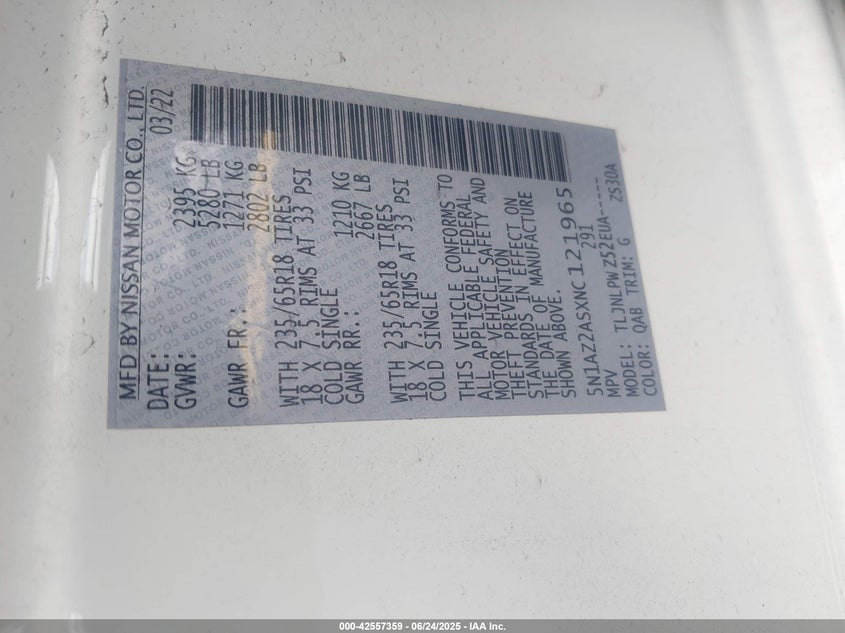 MFD BY NISSAN MOTOR CO., LTD.
DATE: 03/22
GVWR: 2395 KG
5280 LB
GAWR FR.: 1271 KG
2802 LB
WITH 235/65R18 TIRES
18 X 7.5 RIMS AT 33 PSI
COLD SINGLE
GAWR RR.: 1210 KG
2667 LB
WITH 235/65R18 TIRES
18 X 7.5 RIMS AT 33 PSI
COLD SINGLE
THIS VEHICLE CONFORMS TO
ALL APPLICABLE FEDERAL
MOTOR VEHICLE SAFETY AND
THEFT PREVENTION
STANDARDS IN EFFECT ON
THE DATE OF MANUFACTURE
SHOWN ABOVE.
5N1AZ2ASXNC121965
MPV 291
MODEL: TLJNLPWZ52EUA-----
COLOR: QAB TRIM: G ZS30A
000-42557359 - 06/24/2025 - IAA Inc.